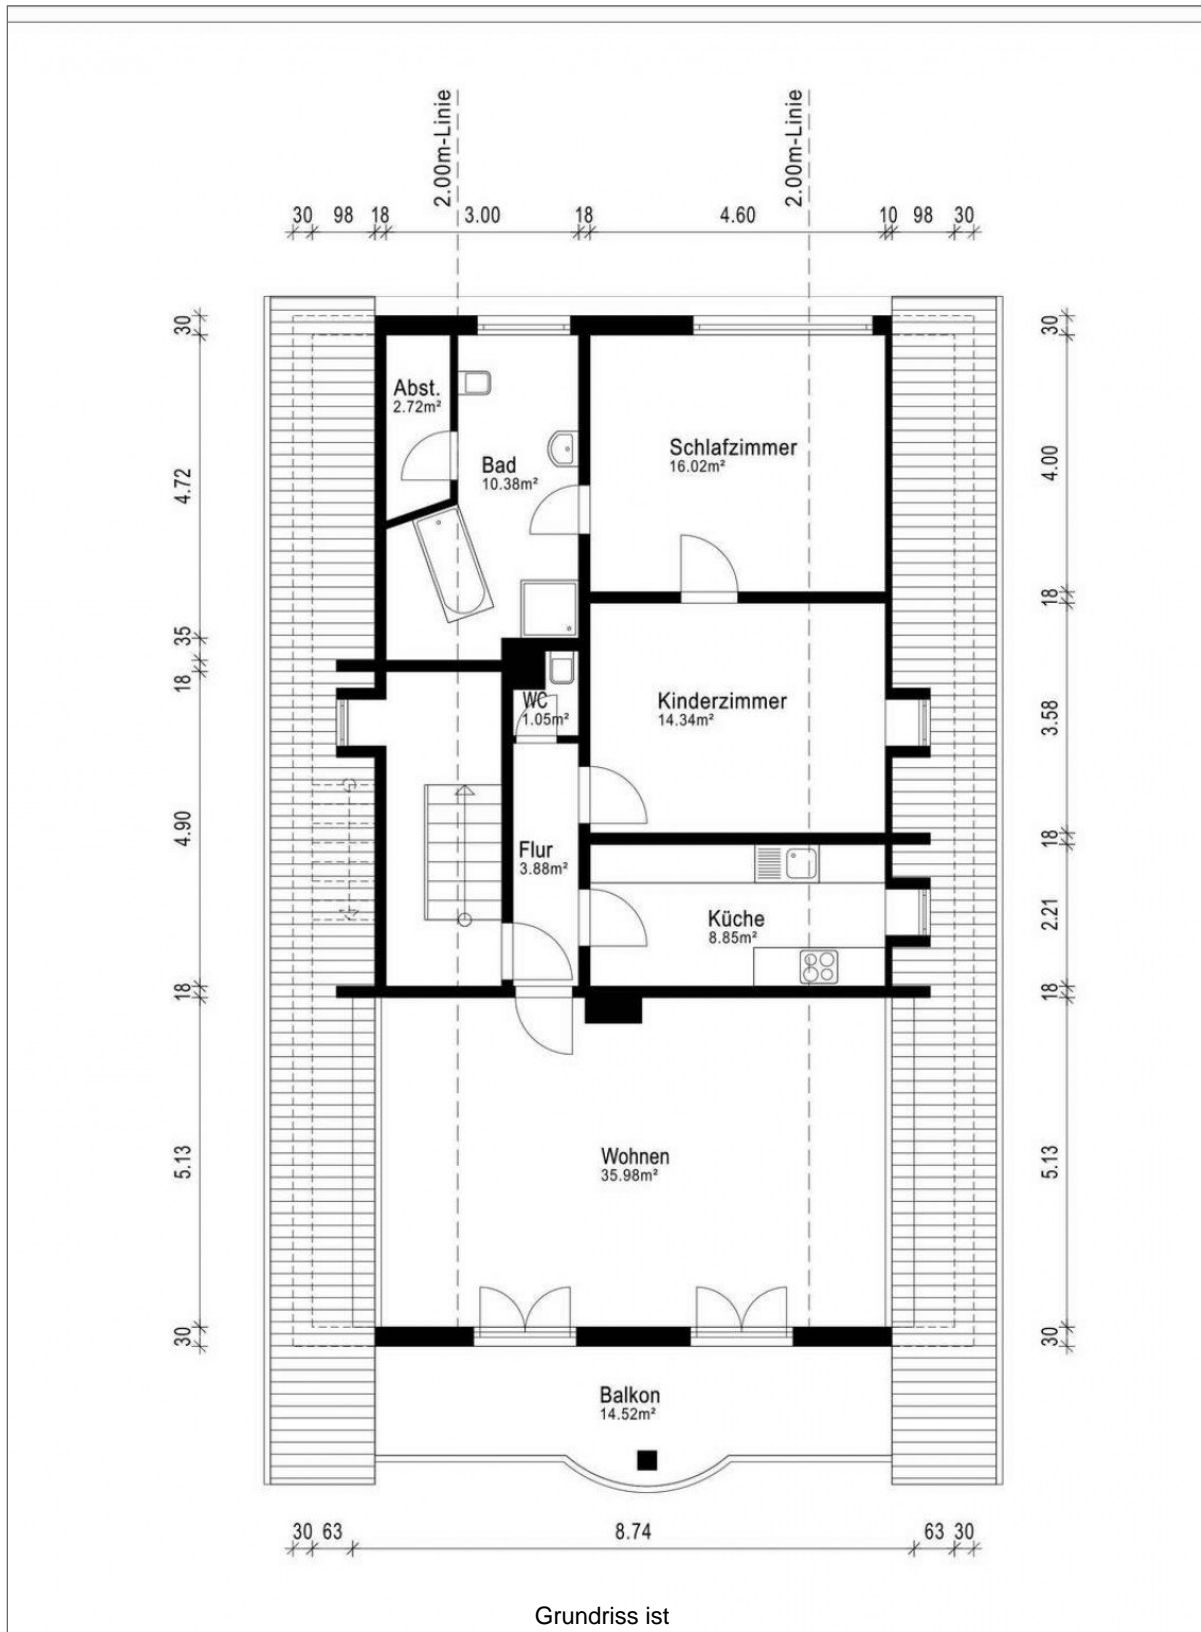 2.00m-Linie
2.00m-Linie
30 98 18 3.00 18 4.60 10 98 30
30
4.72
35
18
4.90
18
5.13
30
30
4.00
18
3.58
18
2.21
18
5.13
30
Abst.
2.72m²
Bad
10.38m²
Schlafzimmer
16.02m²
WC
1.05m²
Kinderzimmer
14.34m²
Flur
3.88m²
Küche
8.85m²
Wohnen
35.98m²
Balkon
14.52m²
30 63 8.74 63 30
Grundriss ist